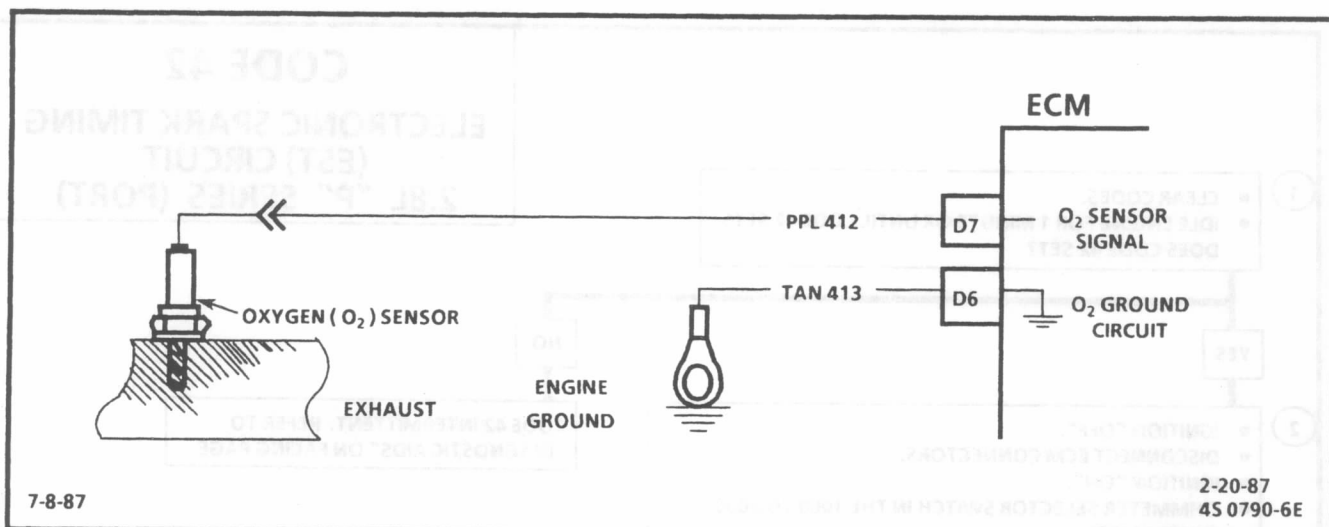 ECM
PPL 412
D7
O₂ SENSOR
SIGNAL
TAN 413
D6
O₂ GROUND
CIRCUIT
OXYGEN (O₂) SENSOR
EXHAUST
ENGINE
GROUND
7-8-87
2-20-87
4S 0790-6E